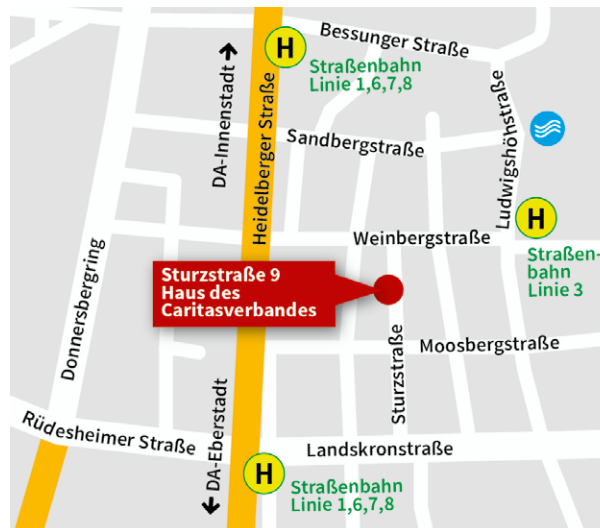 Bessunger Straße
H
Straßenbahn
Linie 1,6,7,8
DA-Innenstadt
Heidelberger Straße
Sandbergstraße
Ludwigshöhstraße
H
Straßen-
bahn
Linie 3
Weinbergstraße
Sturzstraße 9
Haus des
Caritasverbandes
Donnersbergring
Moosbergstraße
Sturzstraße
Rüdesheimer Straße
DA-Eberstadt
Landskronstraße
H
Straßenbahn
Linie 1,6,7,8